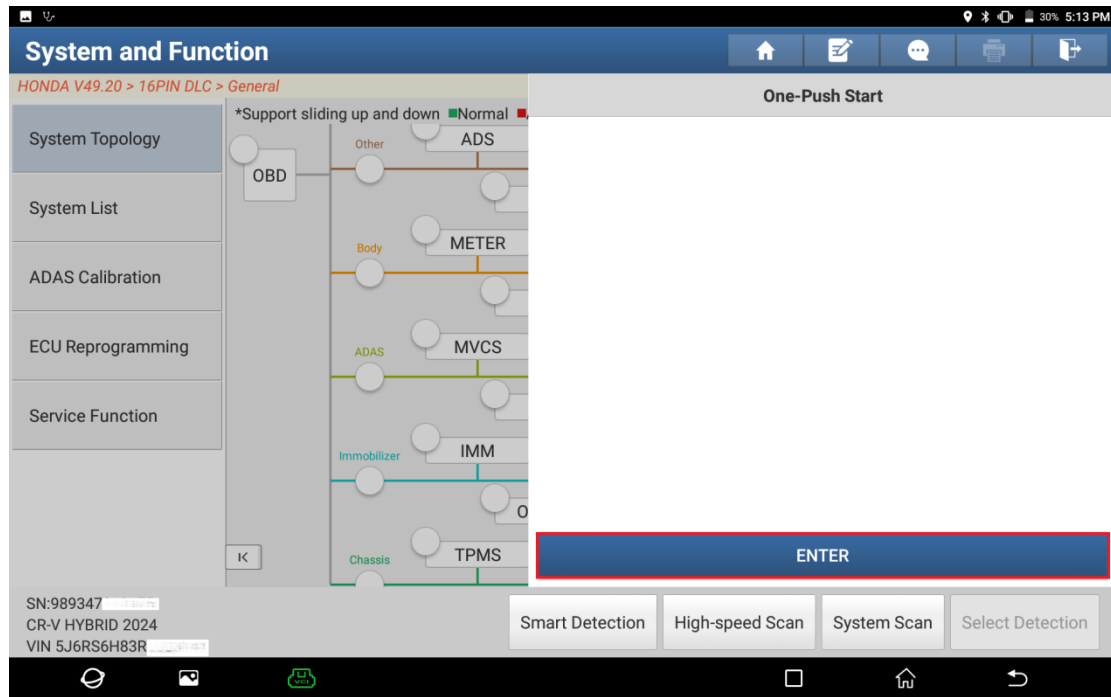 30% 5:13 PM
System and Function
HONDA V49.20 > 16PIN DLC > General
One-Push Start
*Support sliding up and down ■Normal ■
System Topology
System List
ADAS Calibration
ECU Reprogramming
Service Function
OBD
Other
ADS
Body
METER
ADAS
MVCS
Immobilizer
IMM
O
Chassis
TPMS
K
ENTER
SN:989347
CR-V HYBRID 2024
VIN 5J6RS6H83R
Smart Detection
High-speed Scan
System Scan
Select Detection
VCI